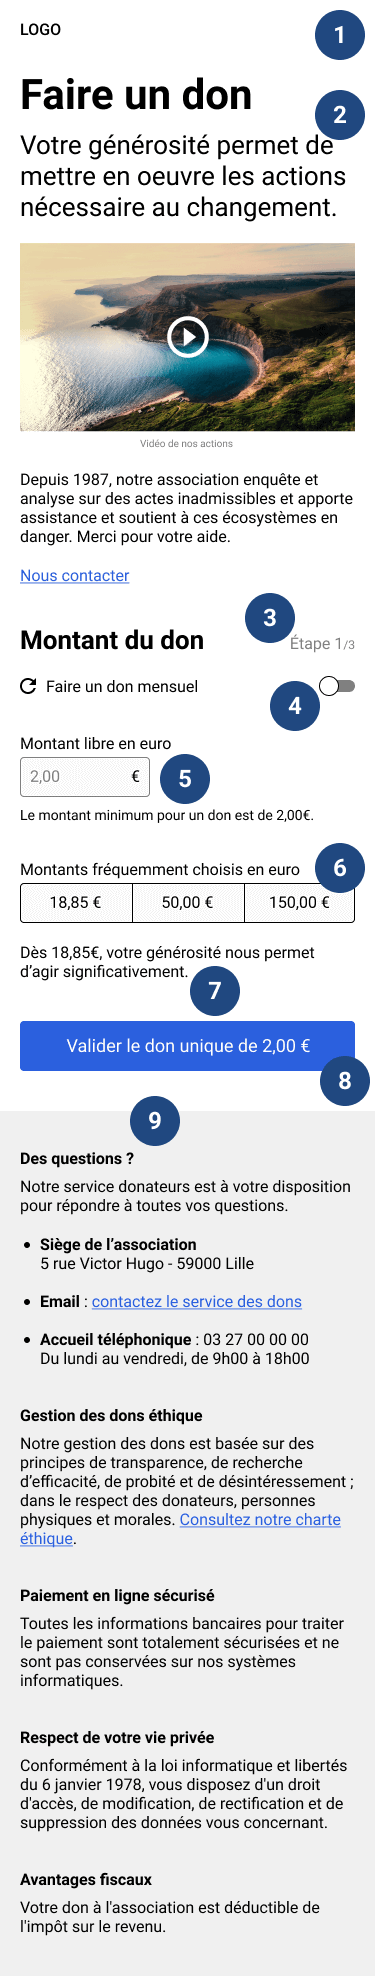 LOGO
1
Faire un don
2
Votre générosité permet de
mettre en oeuvre les actions
nécessaire au changement.
Vidéo de nos actions
Depuis 1987, notre association enquête et
analyse sur des actes inadmissibles et apporte
assistance et soutient à ces écosystèmes en
danger. Merci pour votre aide.
Nous contacter
3
Montant du don
Étape 1/3
Faire un don mensuel
4
Montant libre en euro
2,00 €
5
Le montant minimum pour un don est de 2,00€.
Montants fréquemment choisis en euro
6
18,85 € 50,00 € 150,00 €
Dès 18,85€, votre générosité nous permet
d'agir significativement.
7
Valider le don unique de 2,00 €
8
9
Des questions ?
Notre service donateurs est à votre disposition
pour répondre à toutes vos questions.
• Siège de l'association
5 rue Victor Hugo - 59000 Lille
• Email : contactez le service des dons
• Accueil téléphonique : 03 27 00 00 00
Du lundi au vendredi, de 9h00 à 18h00
Gestion des dons éthique
Notre gestion des dons est basée sur des
principes de transparence, de recherche
d'efficacité, de probité et de désintéressement ;
dans le respect des donateurs, personnes
physiques et morales. Consultez notre charte
éthique.
Paiement en ligne sécurisé
Toutes les informations bancaires pour traiter
le paiement sont totalement sécurisées et ne
sont pas conservées sur nos systèmes
informatiques.
Respect de votre vie privée
Conformément à la loi informatique et libertés
du 6 janvier 1978, vous disposez d'un droit
d'accès, de modification, de rectification et de
suppression des données vous concernant.
Avantages fiscaux
Votre don à l'association est déductible de
l'impôt sur le revenu.